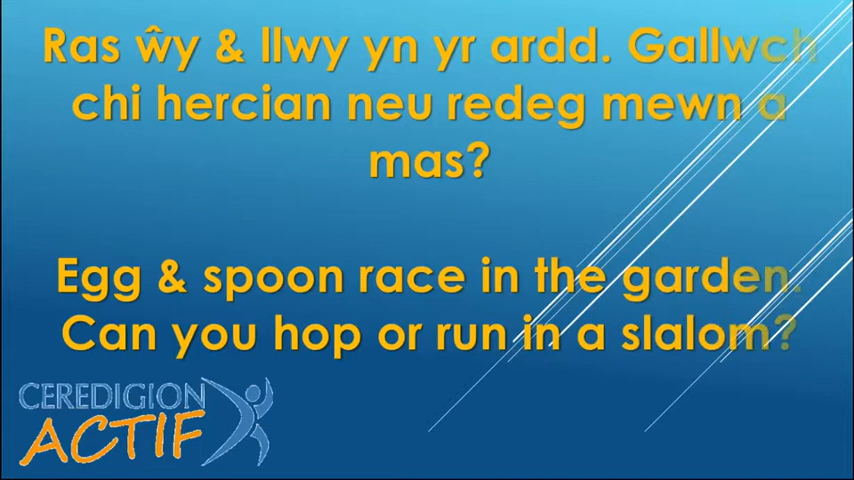 Ras ŵy & llwy yn yr ardd. Gallwch
chi hercian neu redeg mewn a
mas?
Egg & spoon race in the garden.
Can you hop or run in a slalom?
CEREDIGION
ACTIF